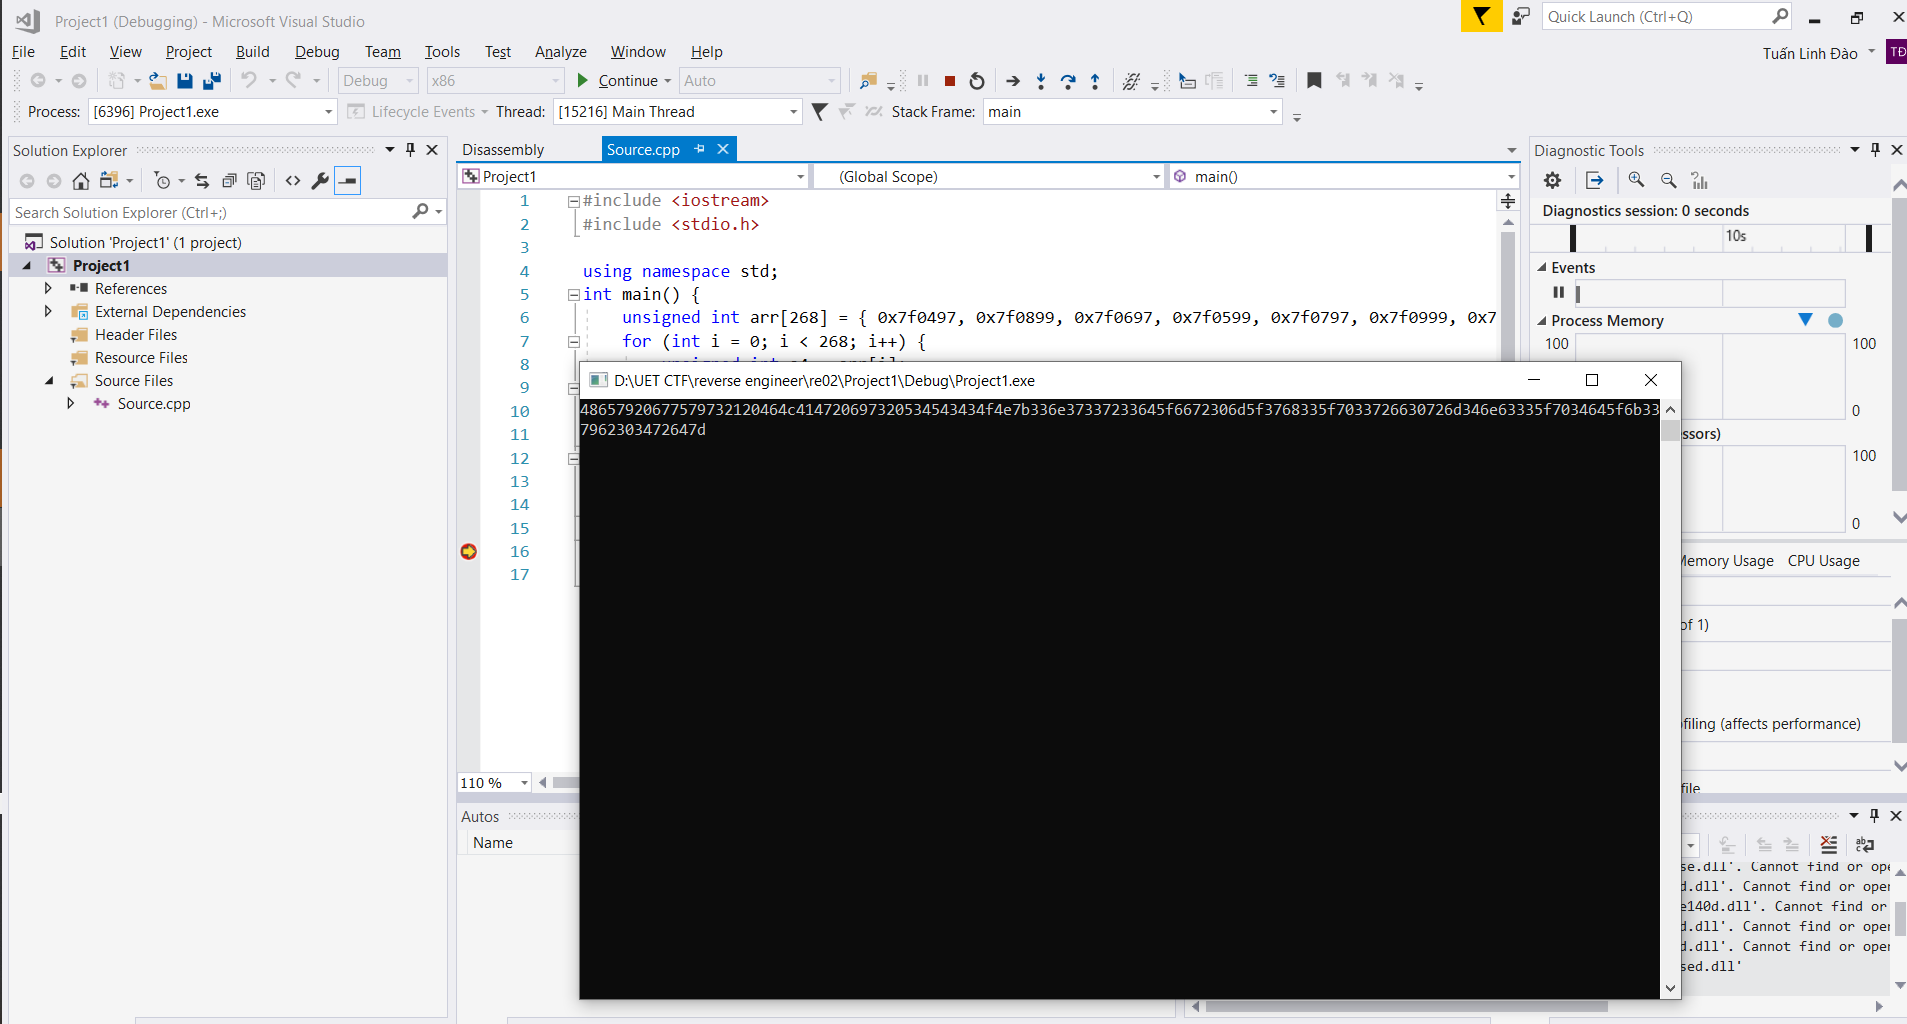 Project1 (Debugging) - Microsoft Visual Studio
Quick Launch (Ctrl+Q)
File Edit View Project Build Debug Team Tools Test Analyze Window Help
Tuấn Linh Đào TĐ
Debug x86 Continue Auto
Process: [6396] Project1.exe Lifecycle Events Thread: [15216] Main Thread Stack Frame: main
Solution Explorer
Search Solution Explorer (Ctrl+;)
Solution 'Project1' (1 project)
Project1
References
External Dependencies
Header Files
Resource Files
Source Files
Source.cpp
Disassembly Source.cpp
Project1 (Global Scope) main()
1 #include <iostream>
2 #include <stdio.h>
3
4 using namespace std;
5 int main() {
6 unsigned int arr[268] = { 0x7f0497, 0x7f0899, 0x7f0697, 0x7f0599, 0x7f0797, 0x7f0999, 0x7
7 for (int i = 0; i < 268; i++) {
8
9
10
11
12
13
14
15
16
17
110 %
D:\UET CTF\reverse engineer\re02\Project1\Debug\Project1.exe
48657920677579732120464c414720697320534543434f4e7b336e37337233645f6672306d5f3768335f7033726630726d346e63335f7034645f6b33
7962303472647d
Autos
Name
Diagnostic Tools
Diagnostics session: 0 seconds
10s
Events
Process Memory
100 100
0 0
ssors)
100
0
Memory Usage CPU Usage
of 1)
filing (affects performance)
file
se.dll'. Cannot find or oper
d.dll'. Cannot find or oper
e140d.dll'. Cannot find or
d.dll'. Cannot find or oper
d.dll'. Cannot find or oper
sed.dll'